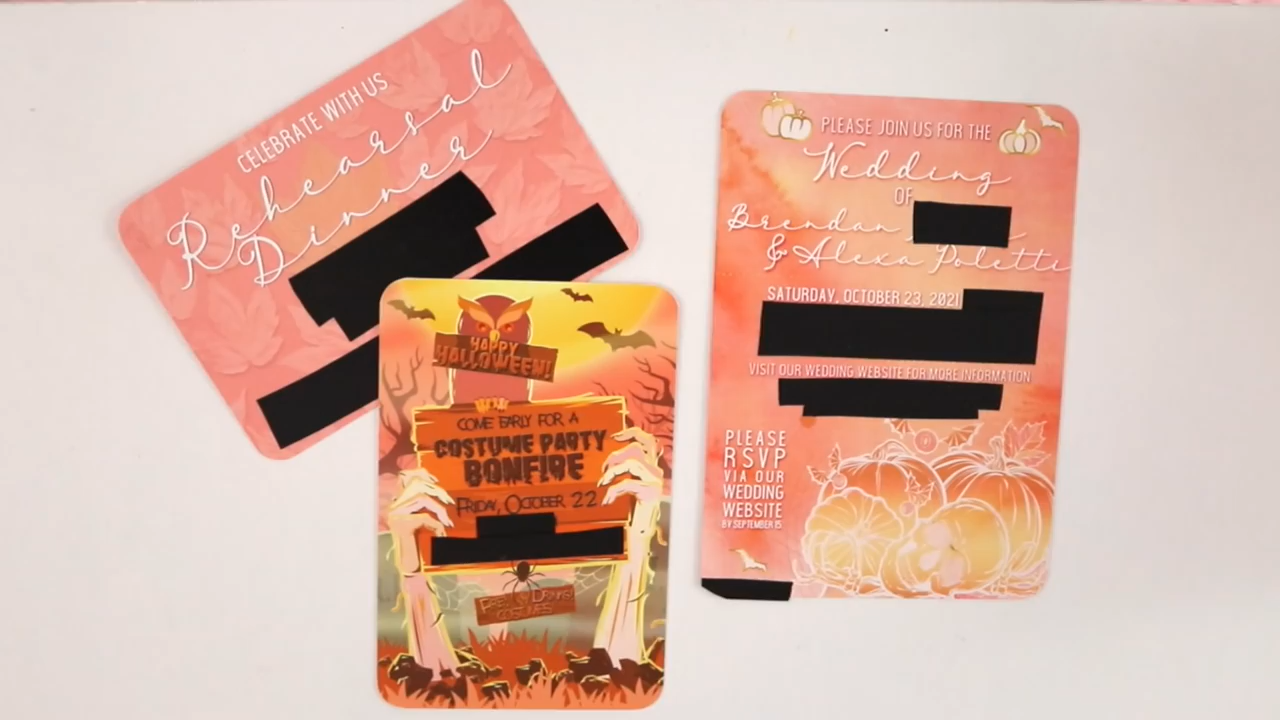 CELEBRATE WITH US
Rehearsal
Dinner
HAPPY
HALLOWEEN!
COME EARLY FOR A
COSTUME PARTY
BONFIRE
FRIDAY, OCTOBER 22
COSTUMES
PLEASE JOIN US FOR THE
Wedding
OF
Brendan
& Alexa Poletti
SATURDAY, OCTOBER 23, 2021
VISIT OUR WEDDING WEBSITE FOR MORE INFORMATION
PLEASE
RSVP
VIA OUR
WEDDING
WEBSITE
BY SEPTEMBER 15